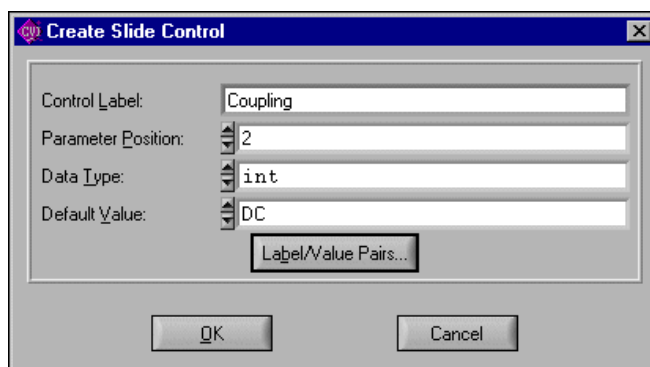 CVI Create Slide Control
Control Label: Coupling
Parameter Position: 2
Data Type: int
Default Value: DC
Label/Value Pairs...
OK Cancel